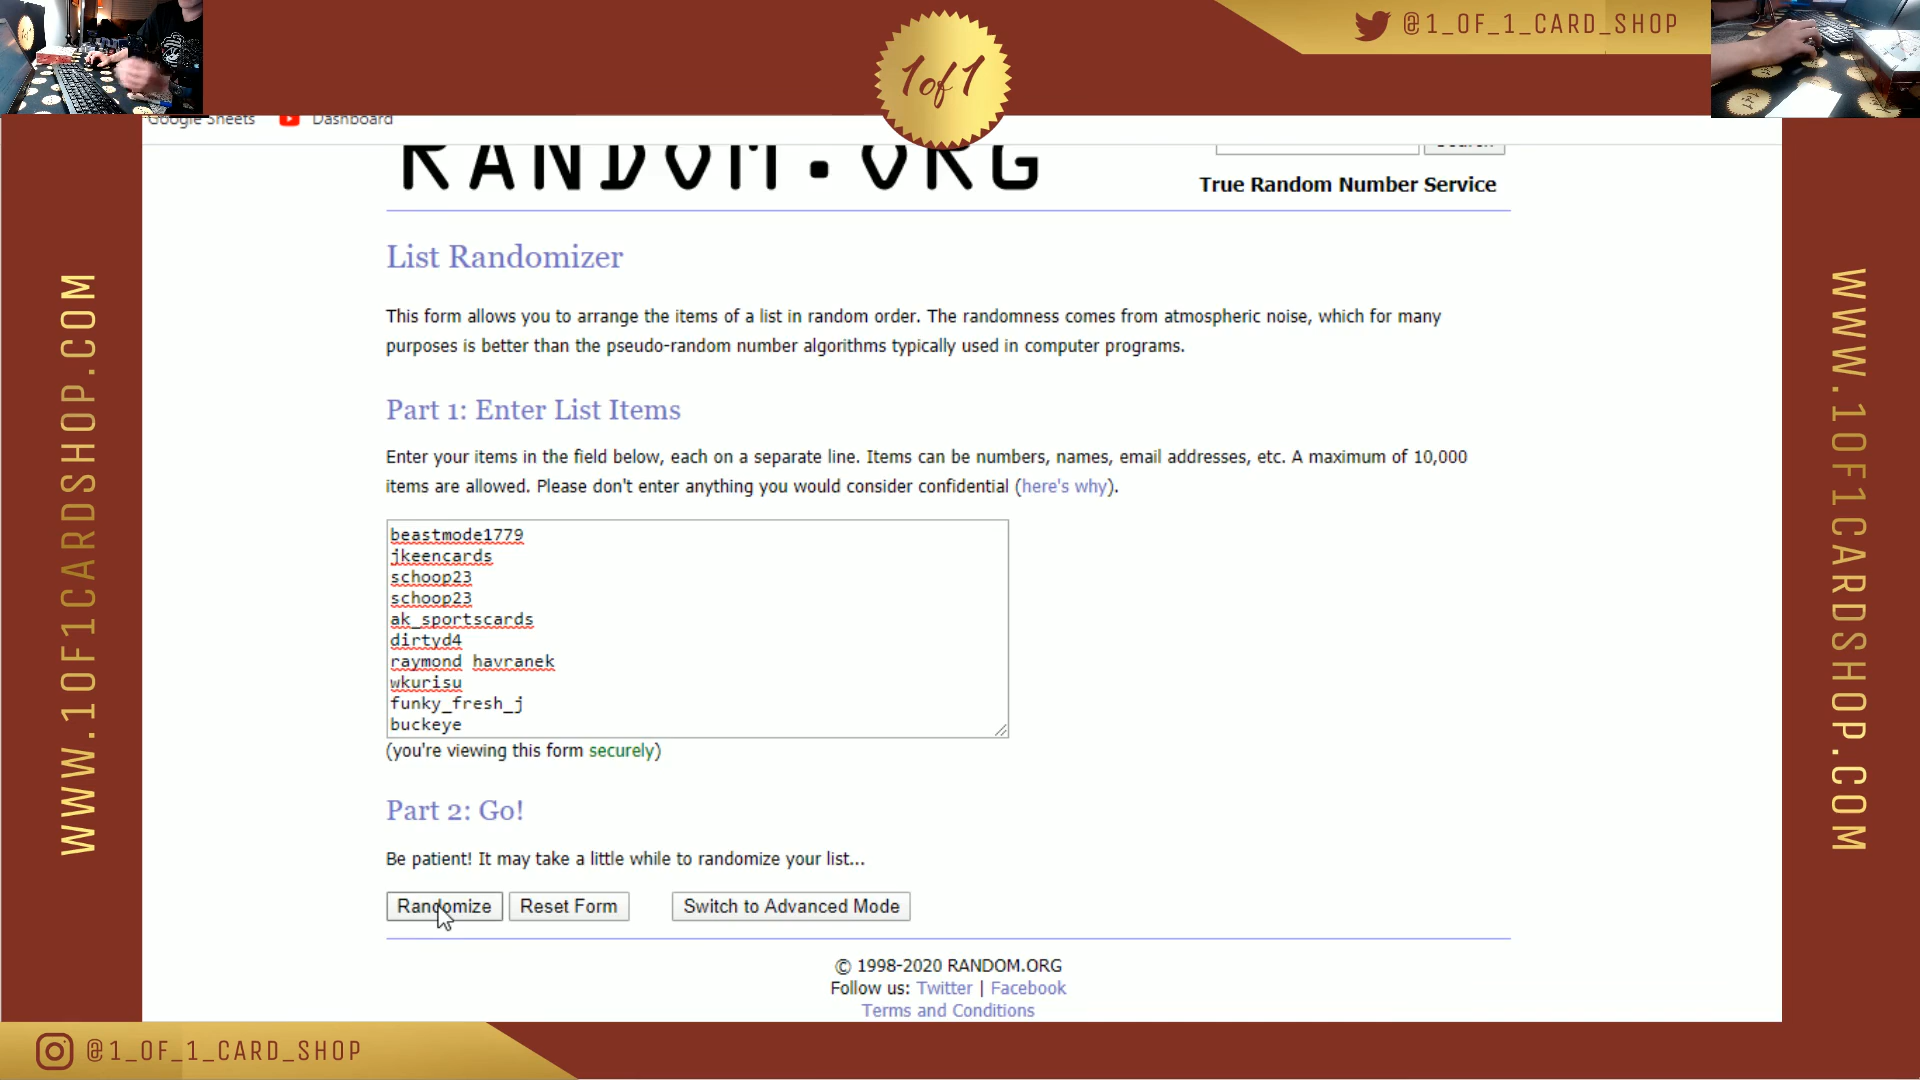 @1_OF_1_CARD_SHOP
1of1
Google Sheets
Dashboard
RANDOM.ORG
Search
True Random Number Service
List Randomizer
This form allows you to arrange the items of a list in random order. The randomness comes from atmospheric noise, which for many
purposes is better than the pseudo-random number algorithms typically used in computer programs.
Part 1: Enter List Items
Enter your items in the field below, each on a separate line. Items can be numbers, names, email addresses, etc. A maximum of 10,000
items are allowed. Please don't enter anything you would consider confidential (here's why).
beastmode1779
jkeencards
schoop23
schoop23
ak_sportscards
dirtyd4
raymond havranek
wkurisu
funky_fresh_j
buckeye
(you're viewing this form securely)
Part 2: Go!
Be patient! It may take a little while to randomize your list...
Randomize
Reset Form
Switch to Advanced Mode
© 1998-2020 RANDOM.ORG
Follow us: Twitter | Facebook
Terms and Conditions
WWW.1OF1CARDSHOP.COM
WWW.1OF1CARDSHOP.COM
@1_OF_1_CARD_SHOP